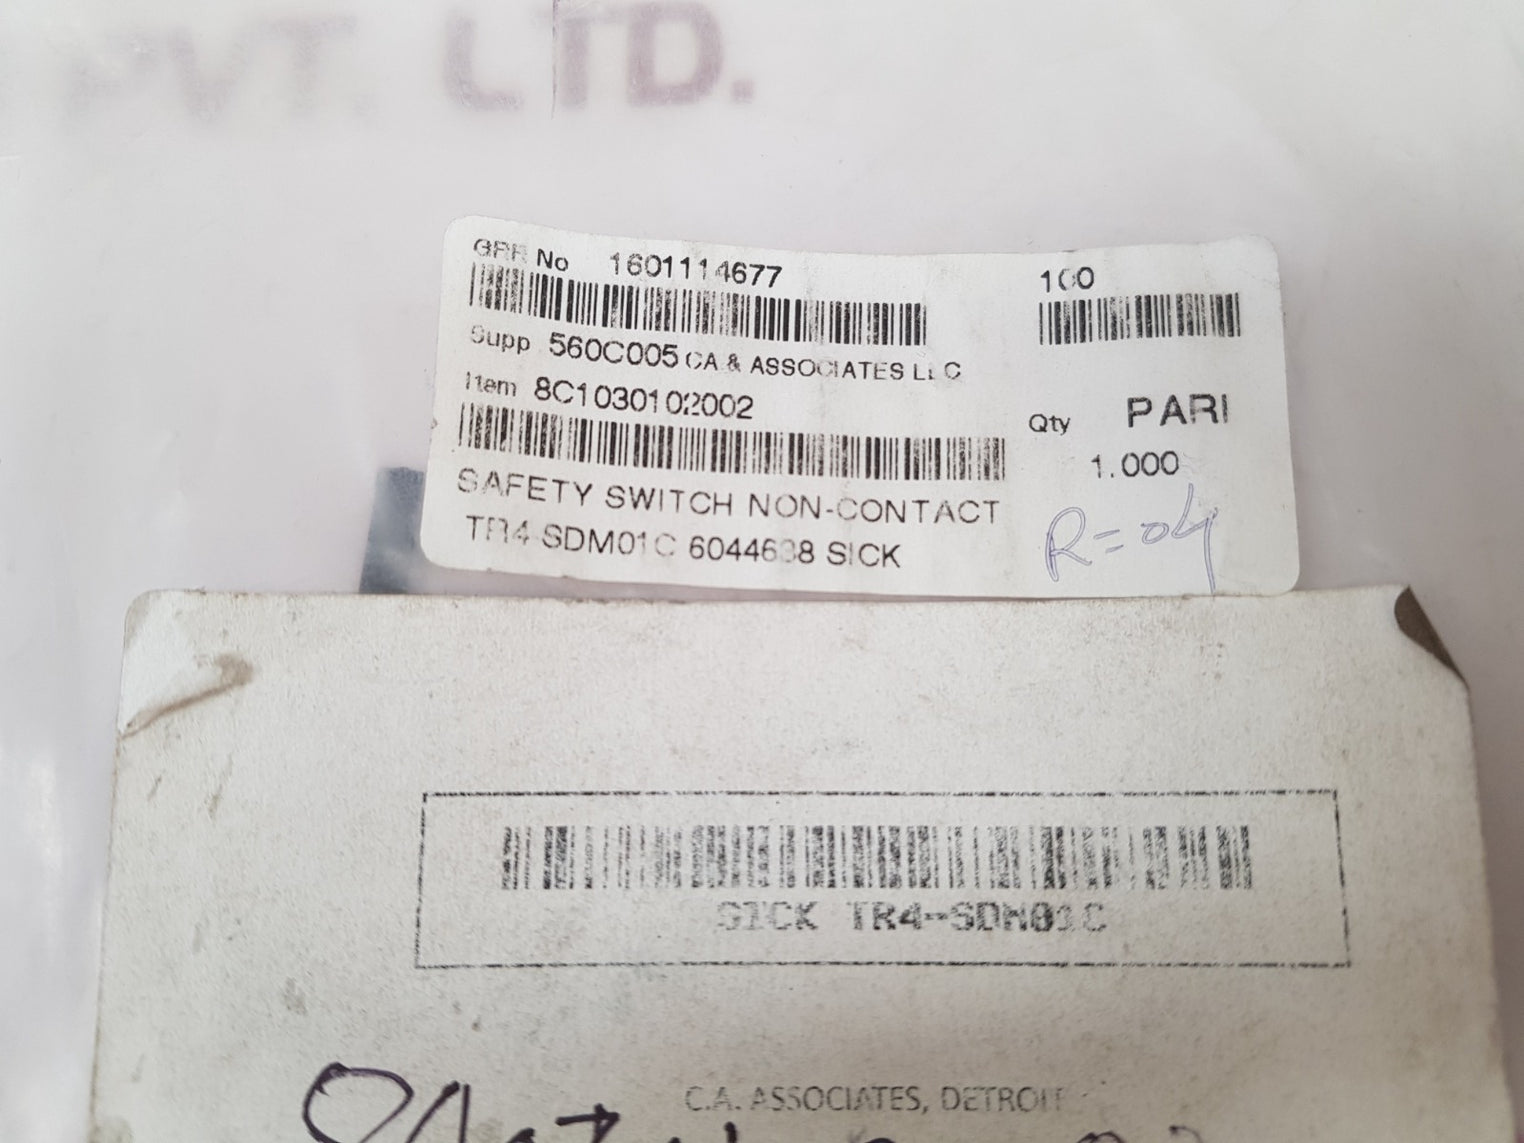 PVT. LTD.
GRR No 1601114677 100
Supp 560C005 CA & ASSOCIATES LLC
Item 8C1030102002
Qty PARI
1.000
SAFETY SWITCH NON-CONTACT
TR4-SDM01C 6044638 SICK
R=04
SICK TR4-SDM01C
C.A. ASSOCIATES, DETROIT